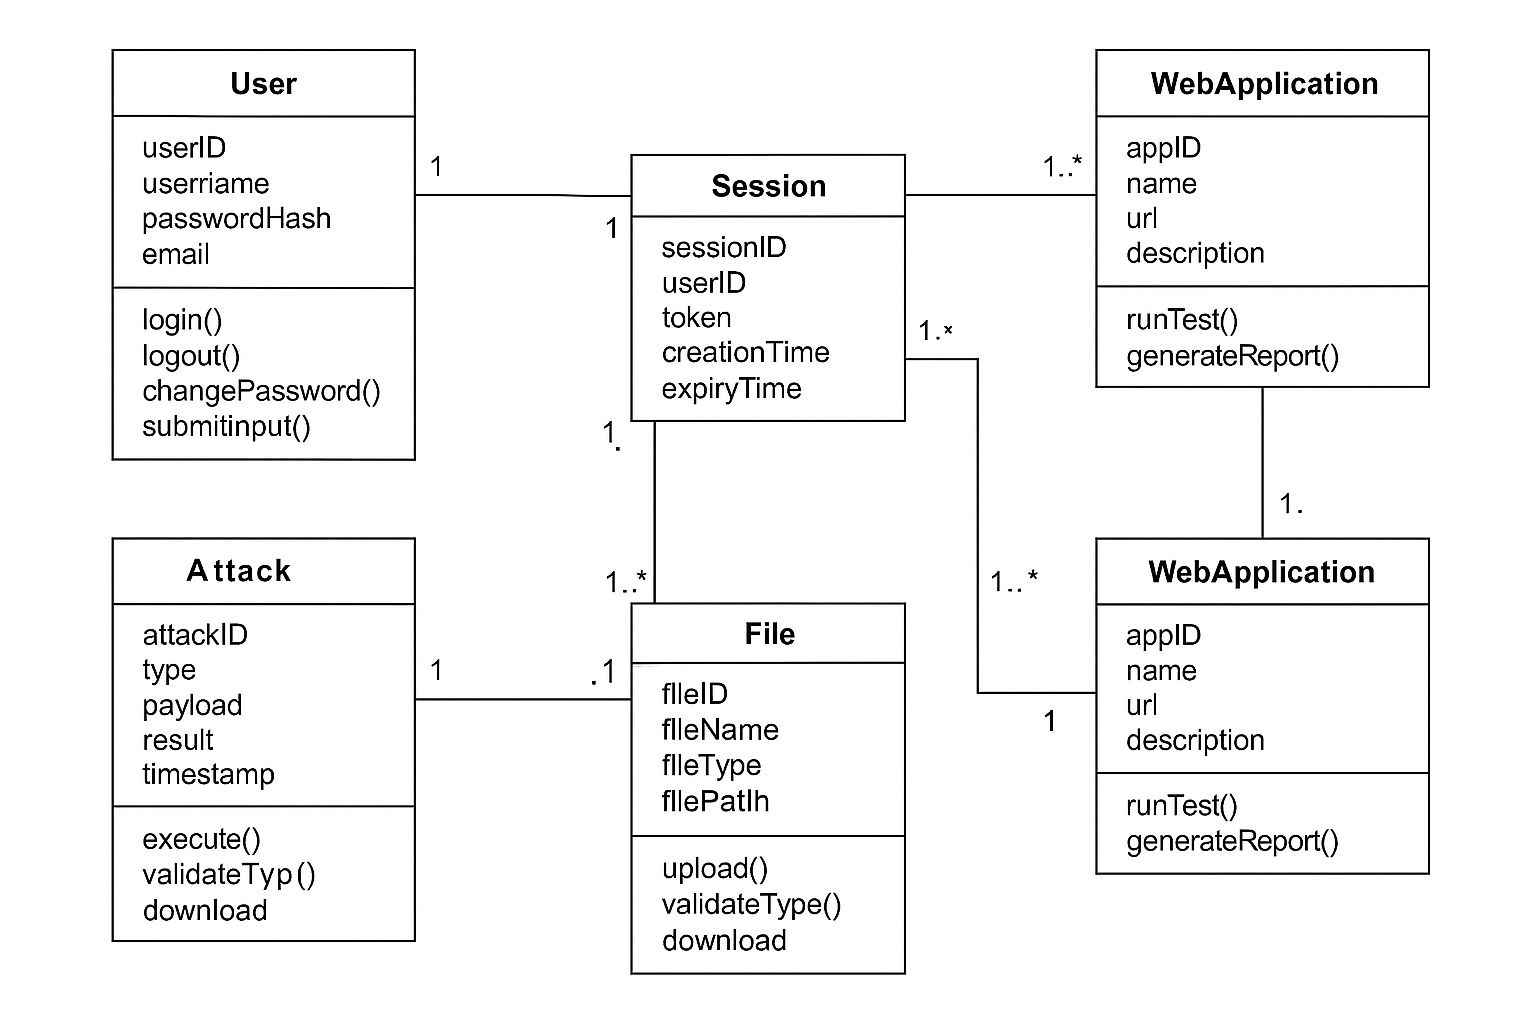 User
userID
userriame
passwordHash
email
login()
logout()
changePassword()
submitinput()
1
1
Session
sessionID
userID
token
creationTime
expiryTime
1..*
WebApplication
appID
name
url
description
runTest()
generateReport()
1.*
1.
1..*
1..*
1
1.
Attack
attackID
type
payload
result
timestamp
execute()
validateTyp()
download
1
.1
File
flleID
flleName
flleType
fllePatlh
upload()
validateType()
download
WebApplication
appID
name
url
description
runTest()
generateReport()